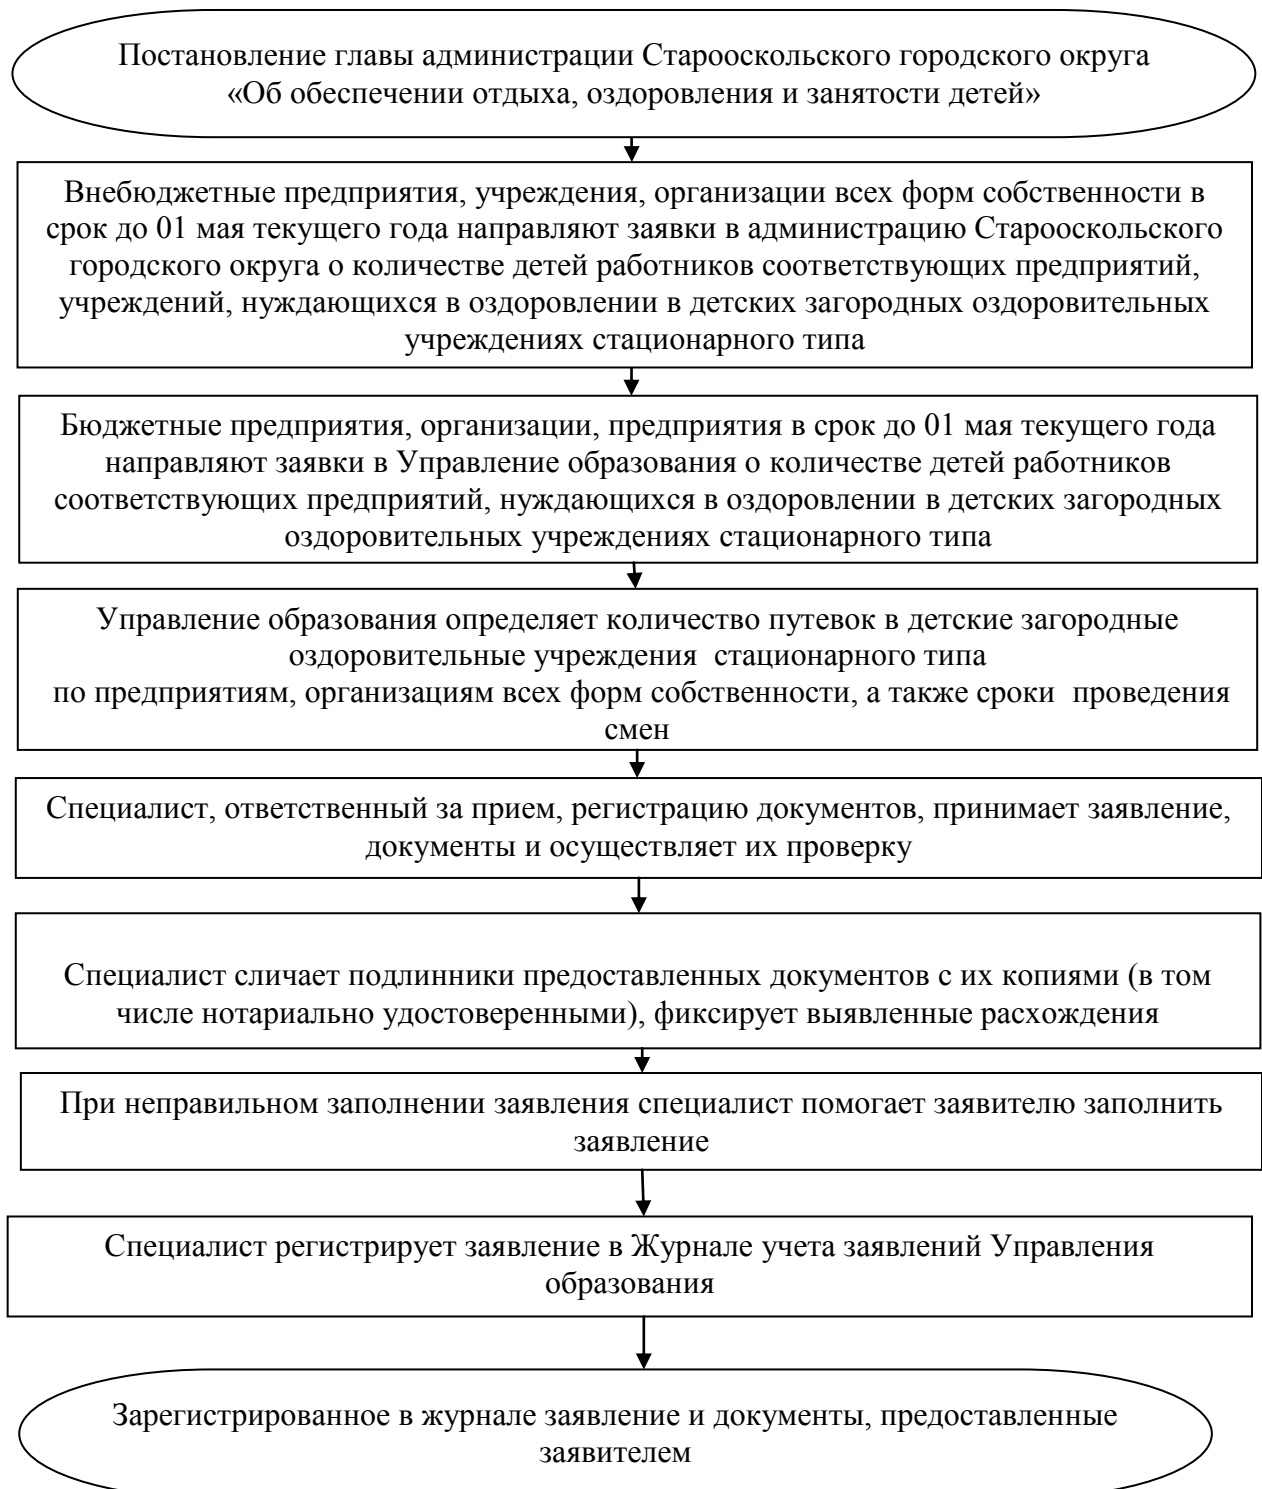 Постановление главы администрации Старооскольского городского округа
«Об обеспечении отдыха, оздоровления и занятости детей»
Внебюджетные предприятия, учреждения, организации всех форм собственности в
срок до 01 мая текущего года направляют заявки в администрацию Старооскольского
городского округа о количестве детей работников соответствующих предприятий,
учреждений, нуждающихся в оздоровлении в детских загородных оздоровительных
учреждениях стационарного типа
Бюджетные предприятия, организации, предприятия в срок до 01 мая текущего года
направляют заявки в Управление образования о количестве детей работников
соответствующих предприятий, нуждающихся в оздоровлении в детских загородных
оздоровительных учреждениях стационарного типа
Управление образования определяет количество путевок в детские загородные
оздоровительные учреждения  стационарного типа
по предприятиям, организациям всех форм собственности, а также сроки  проведения
смен
Специалист, ответственный за прием, регистрацию документов, принимает заявление,
документы и осуществляет их проверку
Специалист сличает подлинники предоставленных документов с их копиями (в том
числе нотариально удостоверенными), фиксирует выявленные расхождения
При неправильном заполнении заявления специалист помогает заявителю заполнить
заявление
Специалист регистрирует заявление в Журнале учета заявлений Управления
образования
Зарегистрированное в журнале заявление и документы, предоставленные
заявителем